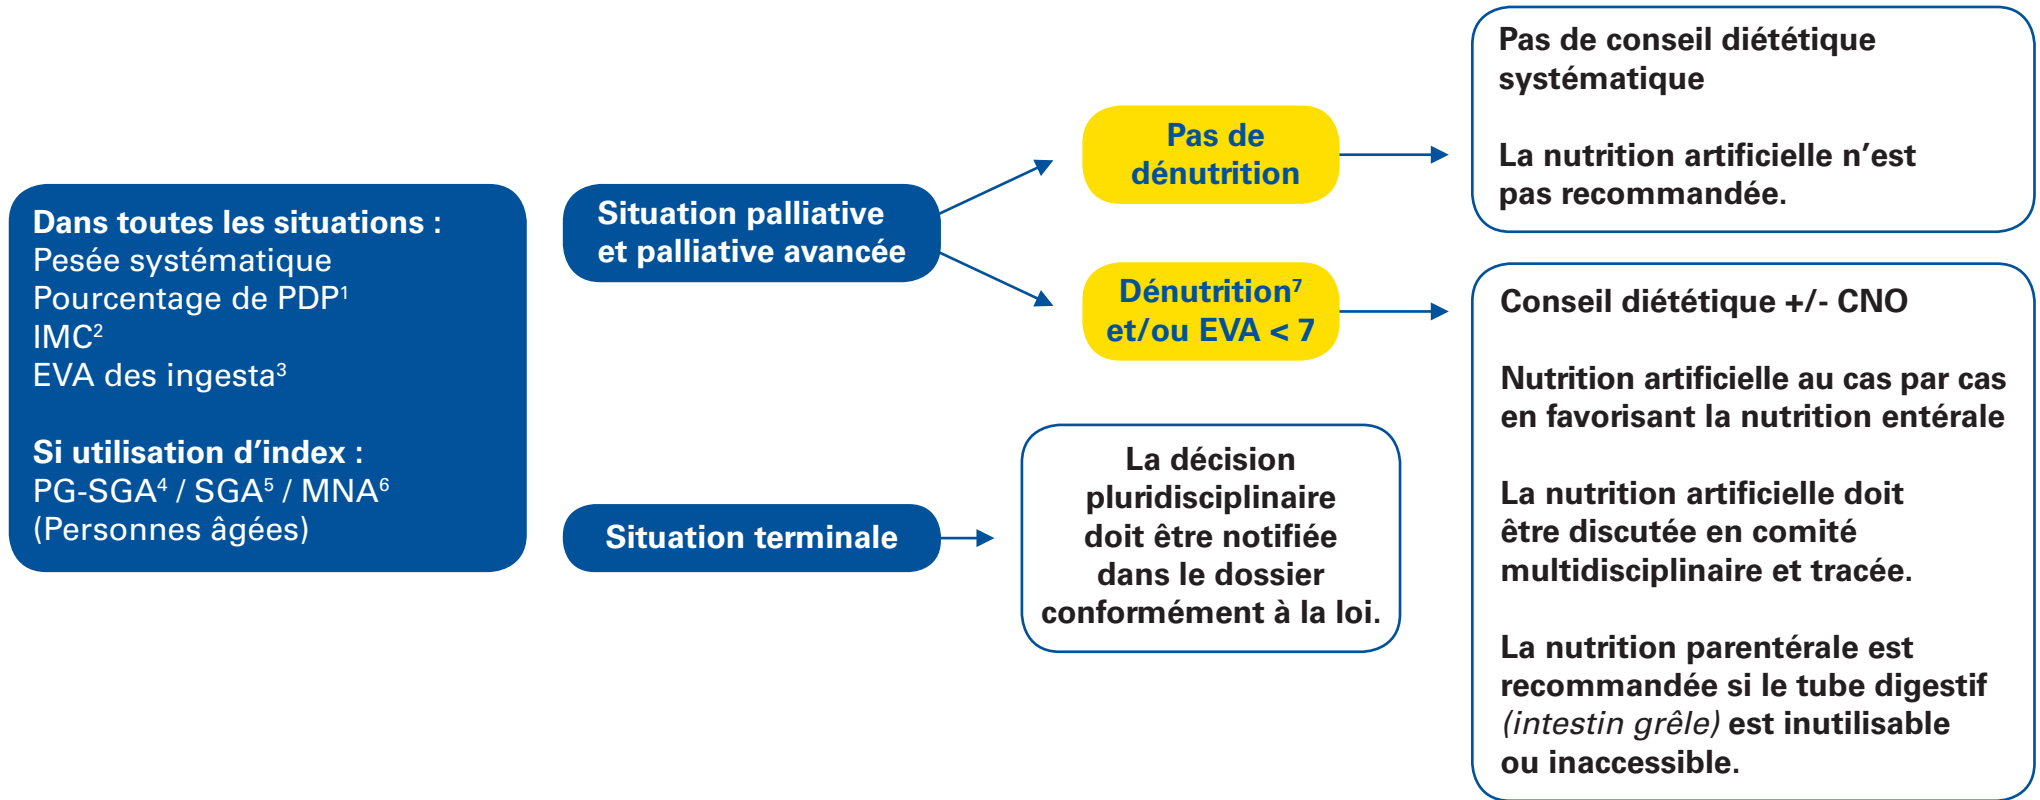 Dans toutes les situations :
Pesée systématique
Pourcentage de PDP¹
IMC²
EVA des ingesta³
Si utilisation d’index :
PG-SGA⁴ / SGA⁵ / MNA⁶
(Personnes âgées)
Situation palliative
et palliative avancée
Pas de
dénutrition
Pas de conseil diététique
systématique
La nutrition artificielle n’est
pas recommandée.
Dénutrition⁷
et/ou EVA < 7
Conseil diététique +/- CNO
Nutrition artificielle au cas par cas
en favorisant la nutrition entérale
La nutrition artificielle doit
être discutée en comité
multidisciplinaire et tracée.
La nutrition parentérale est
recommandée si le tube digestif
(intestin grêle) est inutilisable
ou inaccessible.
Situation terminale
La décision
pluridisciplinaire
doit être notifiée
dans le dossier
conformément à la loi.